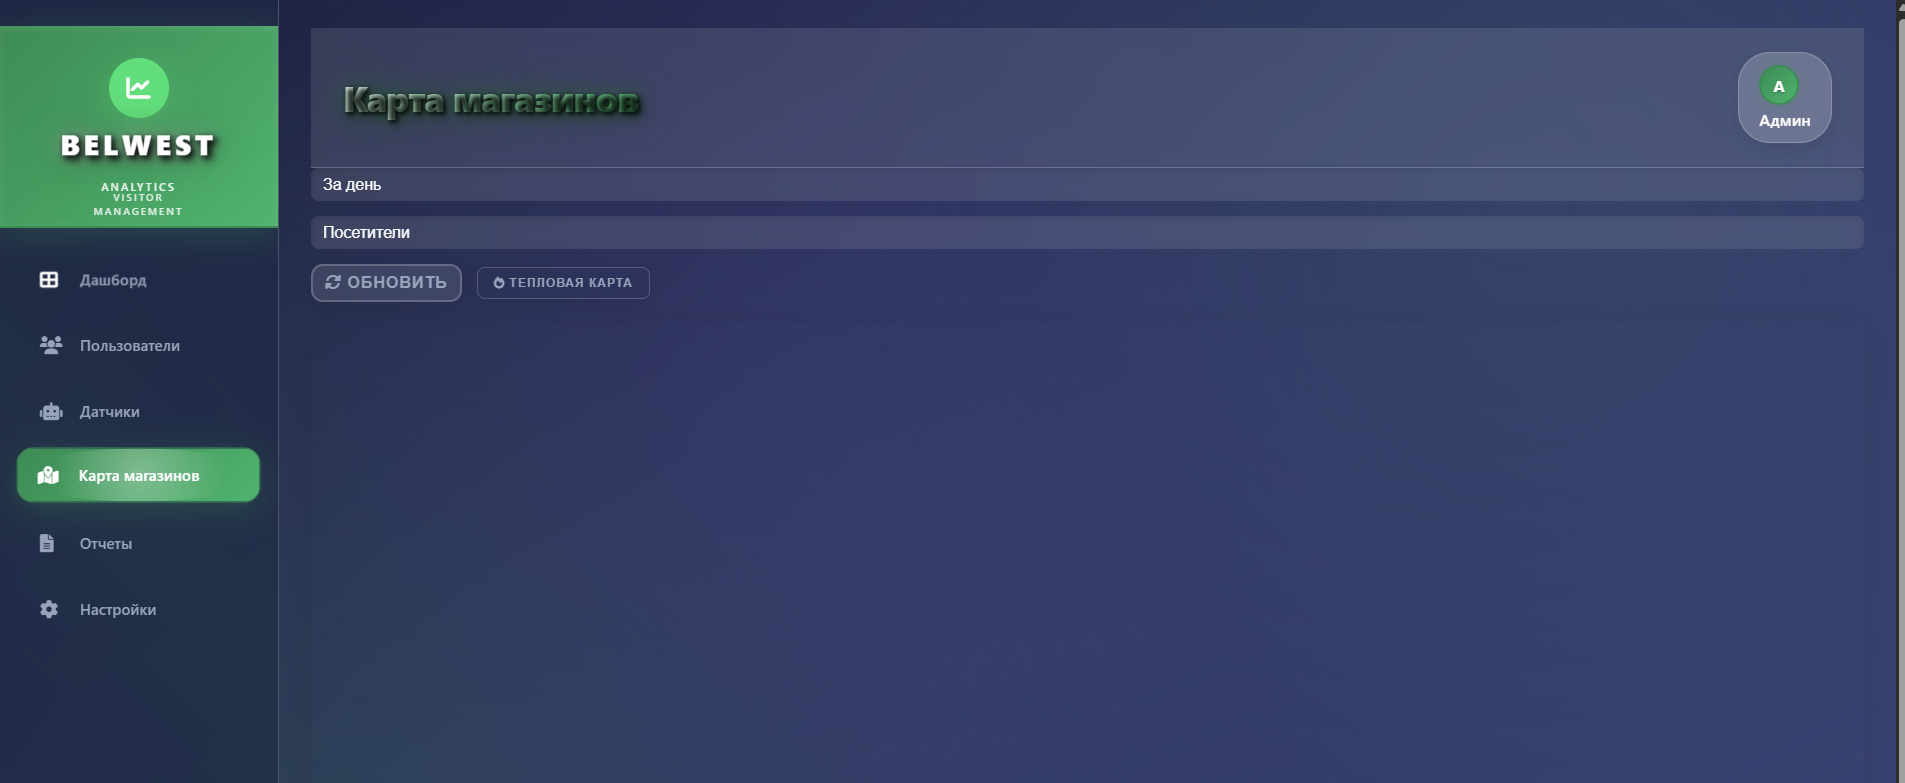 BELWEST
ANALYTICS
VISITOR
MANAGEMENT
Дашборд
Пользователи
Датчики
Карта магазинов
Отчеты
Настройки
Карта магазинов
А
Админ
За день
Посетители
ОБНОВИТЬ
ТЕПЛОВАЯ КАРТА